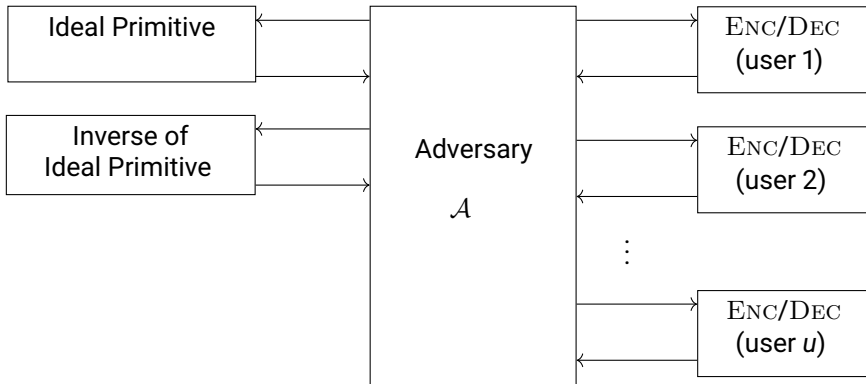 Ideal Primitive
Inverse of
Ideal Primitive
Adversary
𝒜
ENC/DEC
(user 1)
ENC/DEC
(user 2)
⋮
ENC/DEC
(user u)